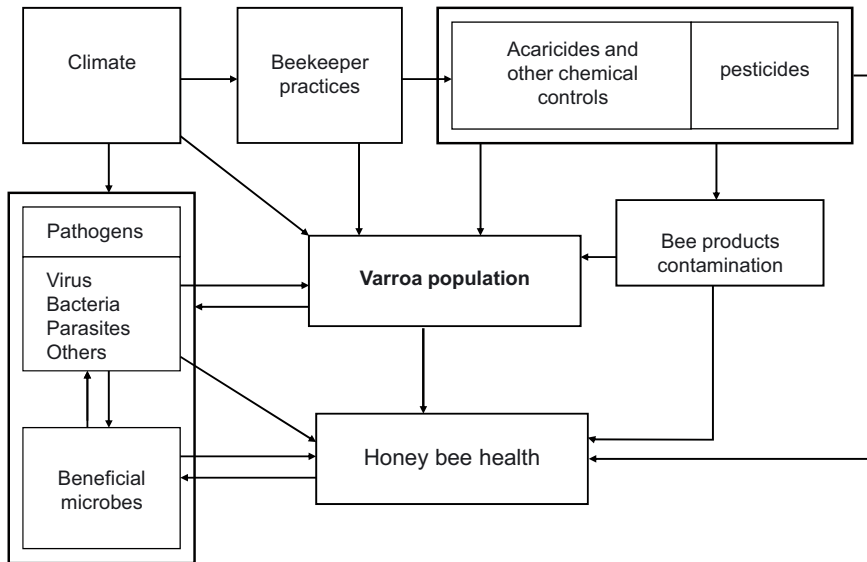 Climate
Beekeeper
practices
Acaricides and
other chemical
controls
pesticides
Pathogens
Virus
Bacteria
Parasites
Others
Varroa population
Bee products
contamination
Beneficial
microbes
Honey bee health